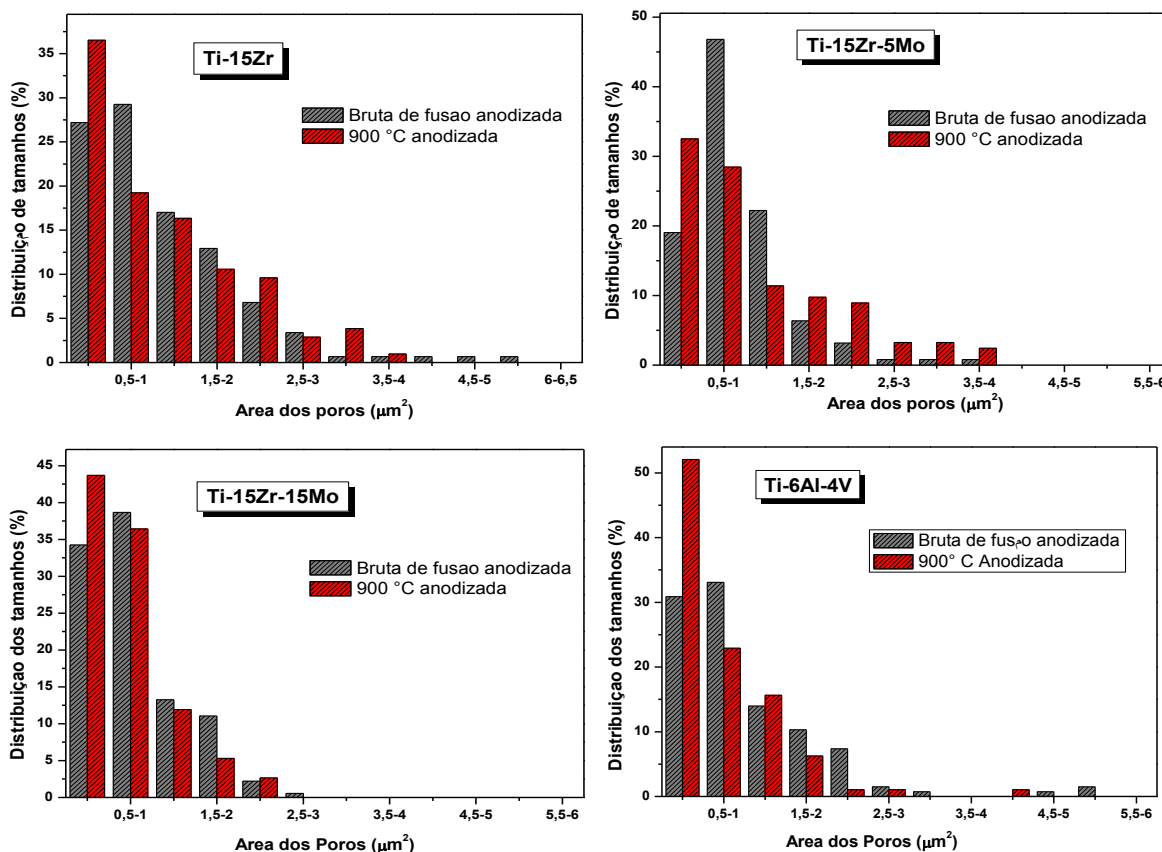 Ti-15Zr
Bruta de fusao anodizada
900 °C anodizada
Distribuição de tamanhos (%)
35
30
25
20
15
10
5
0
0,5-1 1,5-2 2,5-3 3,5-4 4,5-5 6-6,5
Area dos poros (μm²)
Ti-15Zr-5Mo
Bruta de fusao anodizada
900 °C anodizada
Distribuição de tamanhos (%)
50
40
30
20
10
0
0,5-1 1,5-2 2,5-3 3,5-4 4,5-5 5,5-6
Area dos poros (μm²)
Ti-15Zr-15Mo
Bruta de fusao anodizada
900 °C anodizada
Distribuiçao dos tamanhos (%)
45
40
35
30
25
20
15
10
5
0
0,5-1 1,5-2 2,5-3 3,5-4 4,5-5 5,5-6
Area dos Poros (μm²)
Ti-6Al-4V
Bruta de fusão anodizada
900° C Anodizada
Distribuiçao dos tamanhos (%)
50
40
30
20
10
0
0,5-1 1,5-2 2,5-3 3,5-4 4,5-5 5,5-6
Area dos Poros (μm²)